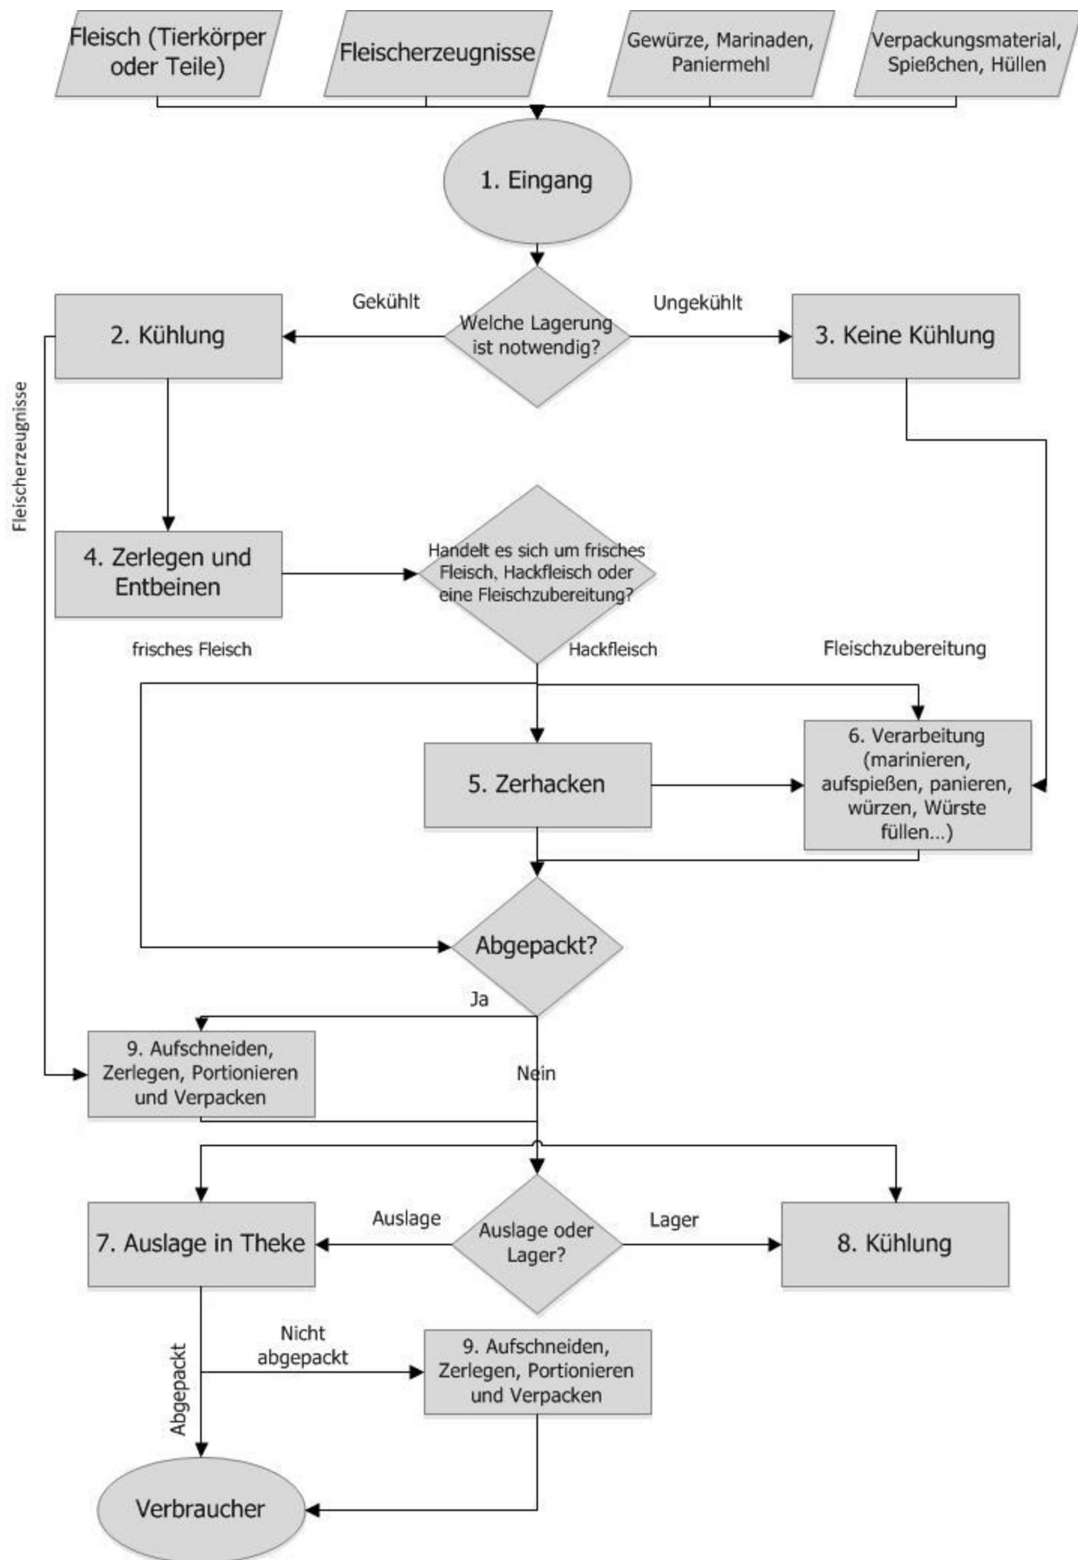 Fleisch (Tierkörper
oder Teile)
Fleischerzeugnisse
Gewürze, Marinaden,
Paniermehl
Verpackungsmaterial,
Spießchen, Hüllen
1. Eingang
Gekühlt
Ungekühlt
Welche Lagerung
ist notwendig?
2. Kühlung
3. Keine Kühlung
Fleischerzeugnisse
4. Zerlegen und
Entbeinen
Handelt es sich um frisches
Fleisch, Hackfleisch oder
eine Fleischzubereitung?
frisches Fleisch
Hackfleisch
Fleischzubereitung
5. Zerhacken
6. Verarbeitung
(marinieren,
aufspießen, panieren,
würzen, Würste
füllen...)
Abgepackt?
Ja
Nein
9. Aufschneiden,
Zerlegen, Portionieren
und Verpacken
Auslage
Lager
7. Auslage in Theke
Auslage oder
Lager?
8. Kühlung
Nicht
abgepackt
Abgepackt
9. Aufschneiden,
Zerlegen, Portionieren
und Verpacken
Verbraucher